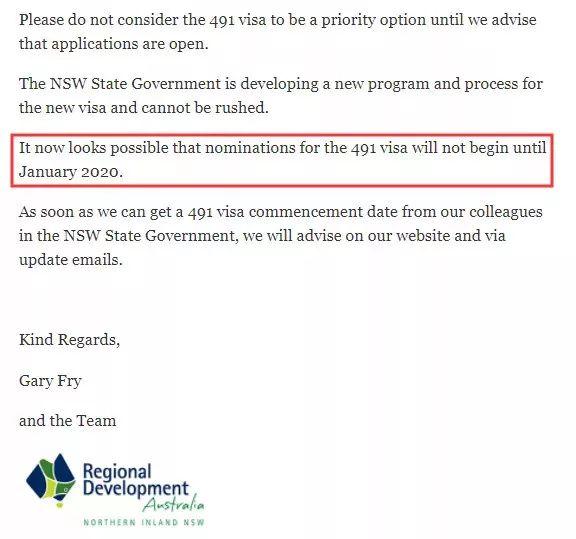 Please do not consider the 491 visa to be a priority option until we advise
that applications are open.
The NSW State Government is developing a new program and process for
the new visa and cannot be rushed.
It now looks possible that nominations for the 491 visa will not begin until
January 2020.
As soon as we can get a 491 visa commencement date from our colleagues
in the NSW State Government, we will advise on our website and via
update emails.
Kind Regards,
Gary Fry
and the Team
Regional
Development
Australia
NORTHERN INLAND NSW